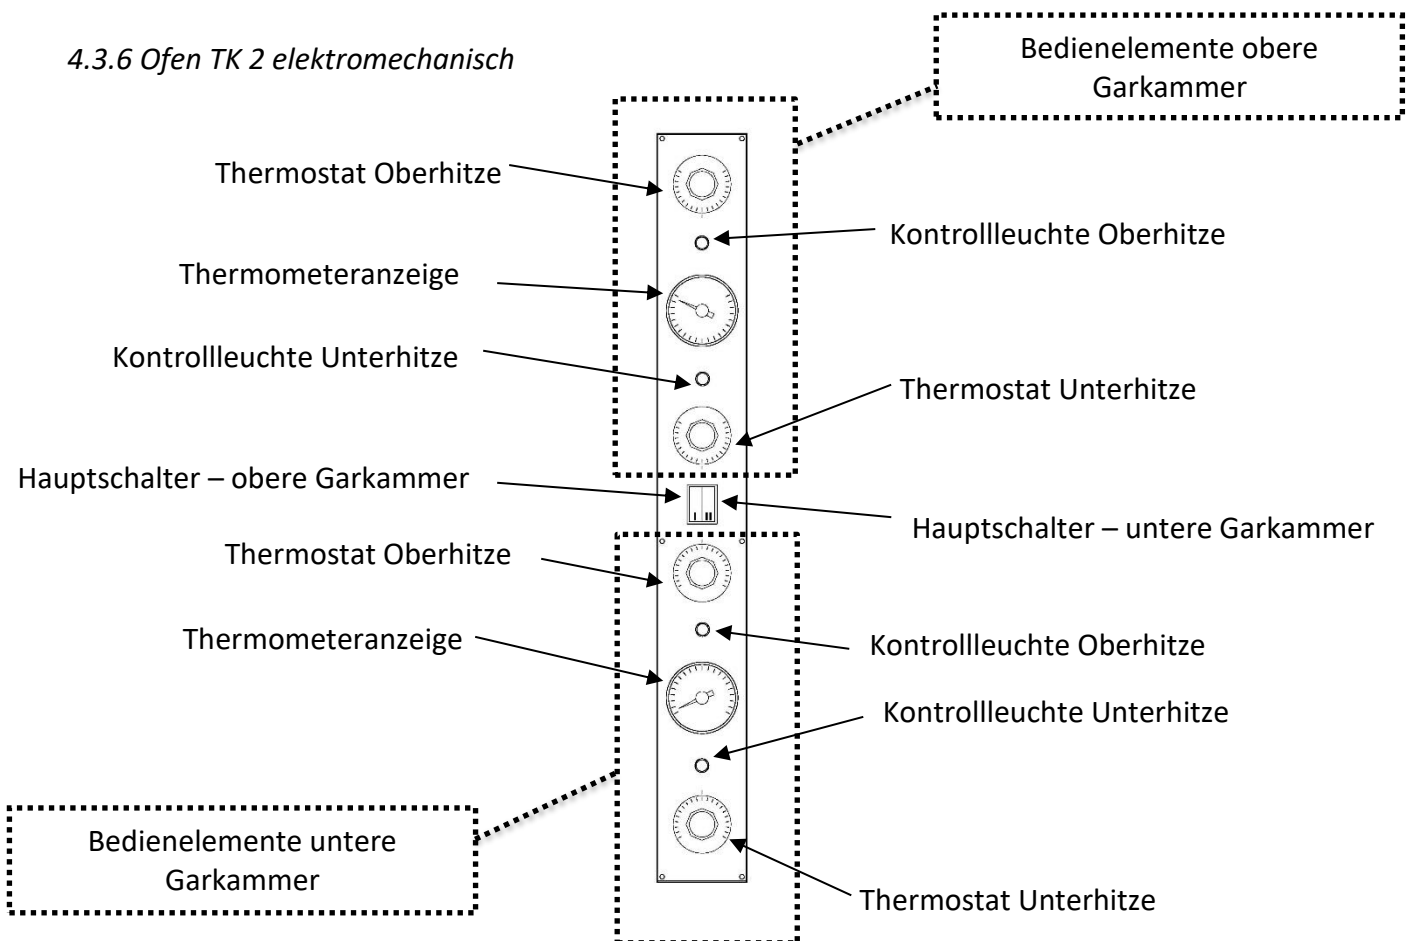 4.3.6 Ofen TK 2 elektromechanisch
Bedienelemente obere
Garkammer
Thermostat Oberhitze
Kontrollleuchte Oberhitze
Thermometeranzeige
Kontrollleuchte Unterhitze
Thermostat Unterhitze
Hauptschalter – obere Garkammer
I II
Hauptschalter – untere Garkammer
Thermostat Oberhitze
Thermometeranzeige
Kontrollleuchte Oberhitze
Kontrollleuchte Unterhitze
Bedienelemente untere
Garkammer
Thermostat Unterhitze